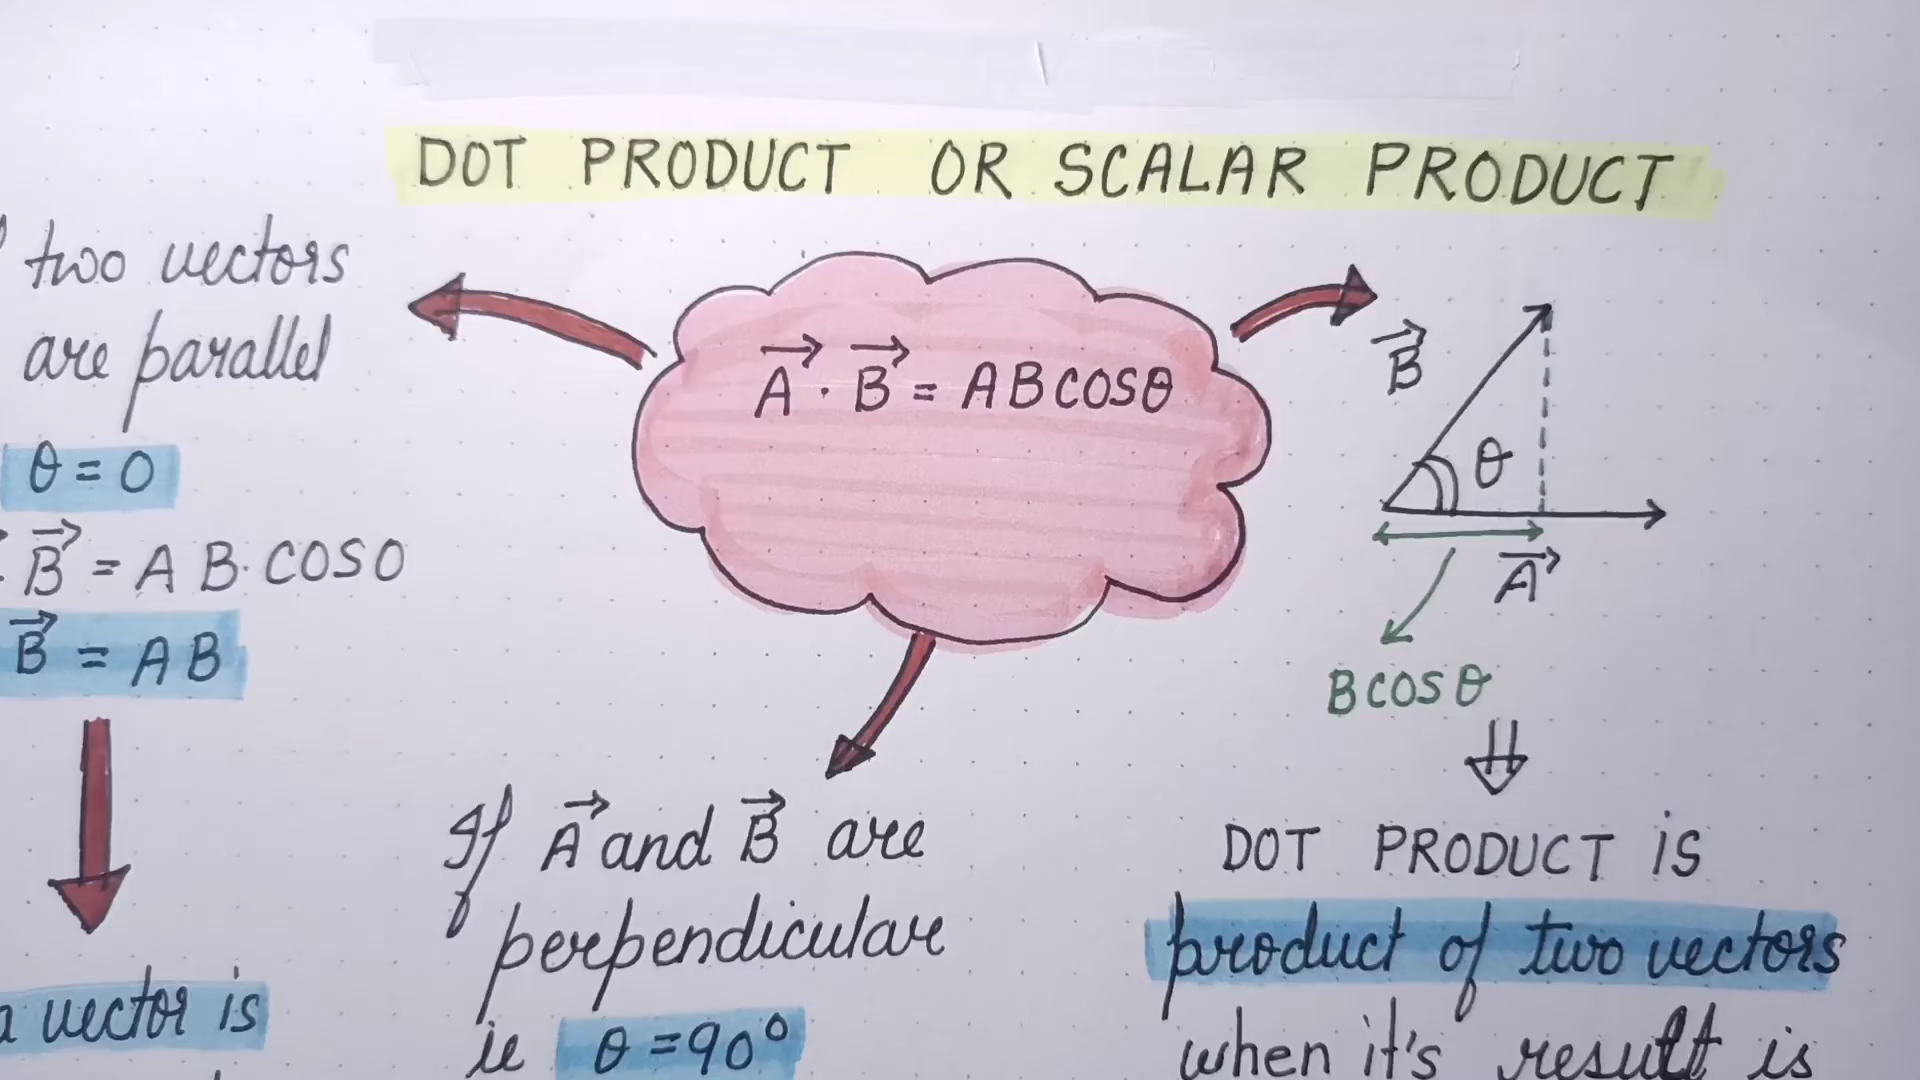 DOT PRODUCT OR SCALAR PRODUCT
two vectors
are parallel
θ = 0
B⃗ = A B · COS 0
B⃗ = A B
a vector is
A⃗ · B⃗ = A B COS θ
If A⃗ and B⃗ are
perpendicular
ie θ = 90°
B⃗
θ
A⃗
B COS θ
DOT PRODUCT iS
product of two vectors
when it's result is